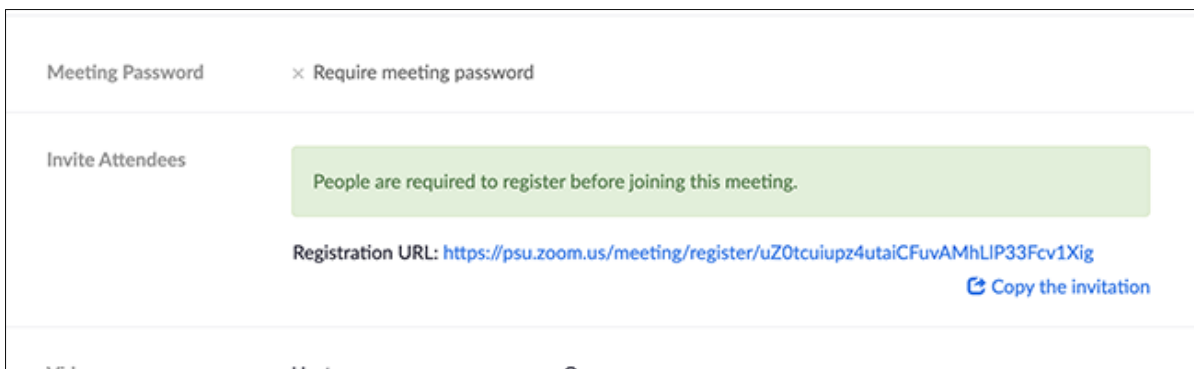 Meeting Password × Require meeting password
Invite Attendees
People are required to register before joining this meeting.
Registration URL: https://psu.zoom.us/meeting/register/uZ0tcuiupz4utaiCFuvAMhLlP33Fcv1Xig
Copy the invitation